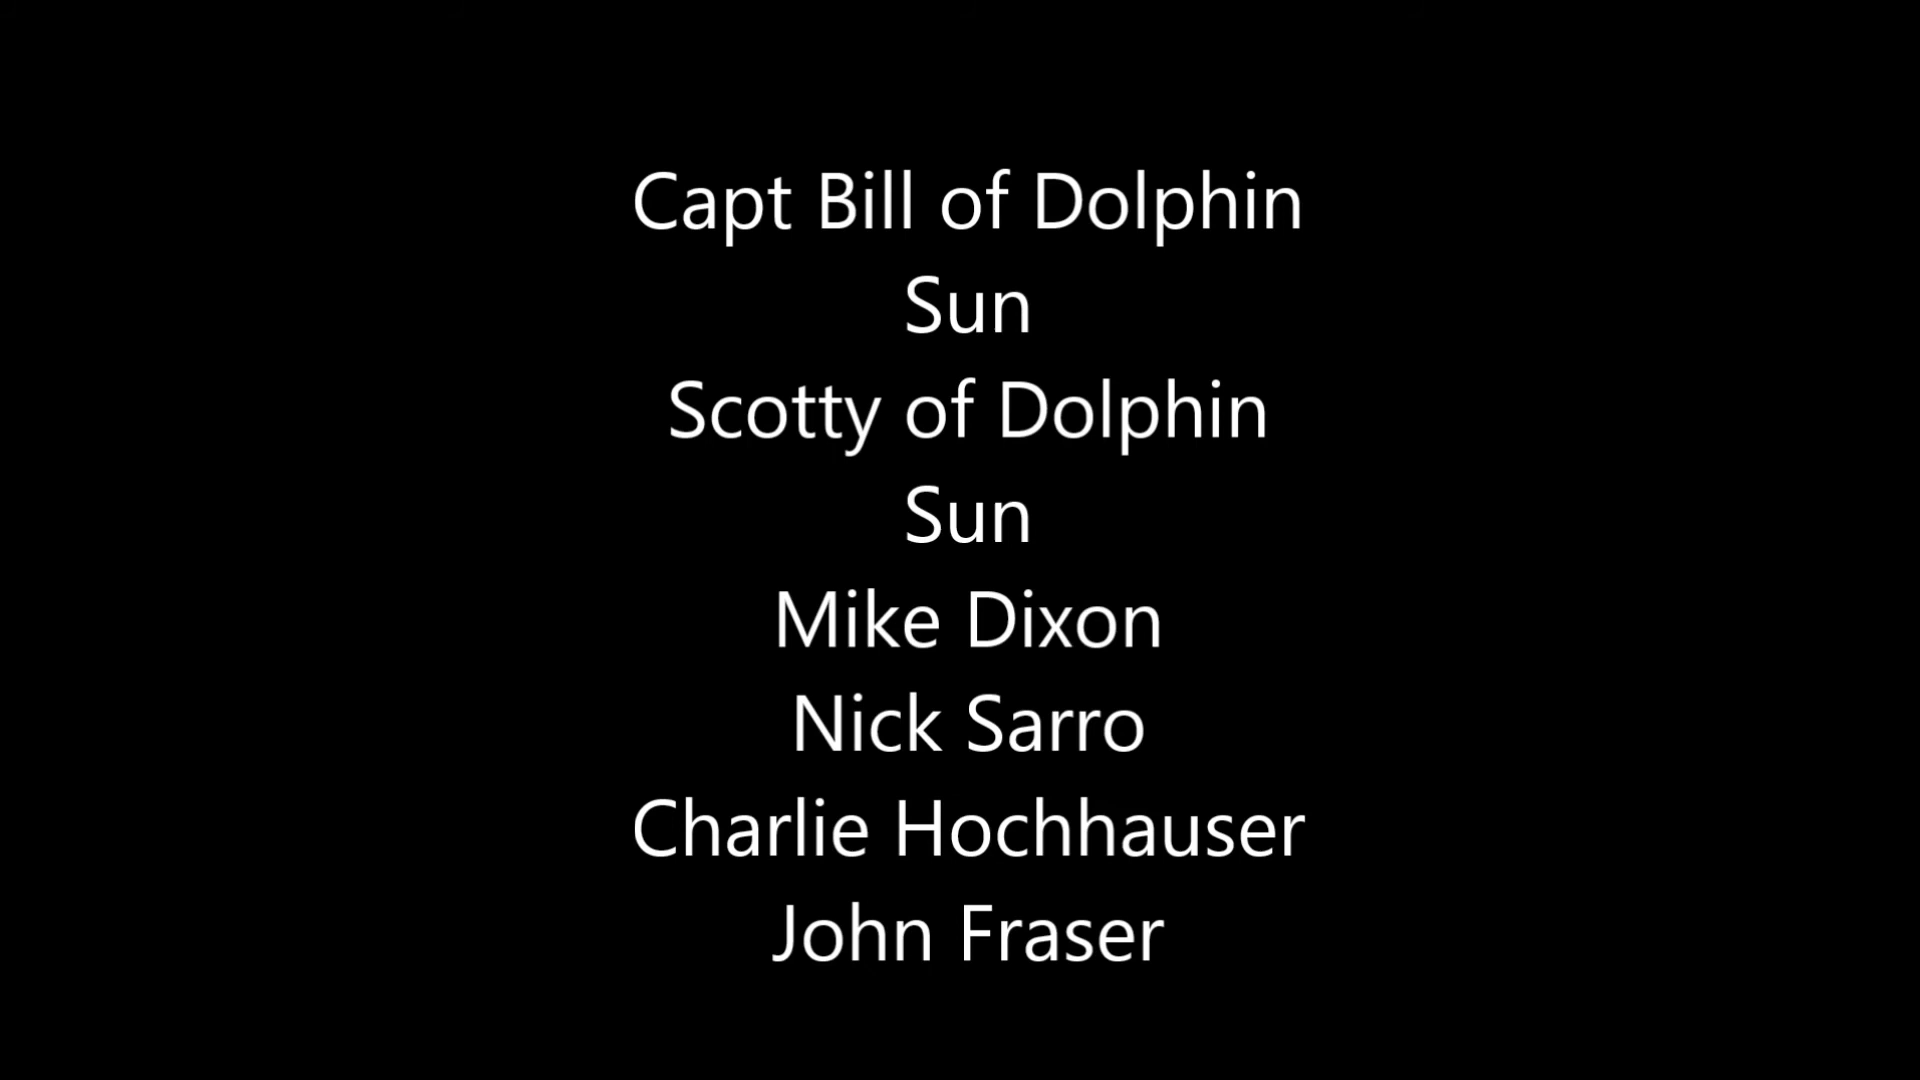 Capt Bill of Dolphin
Sun
Scotty of Dolphin
Sun
Mike Dixon
Nick Sarro
Charlie Hochhauser
John Fraser